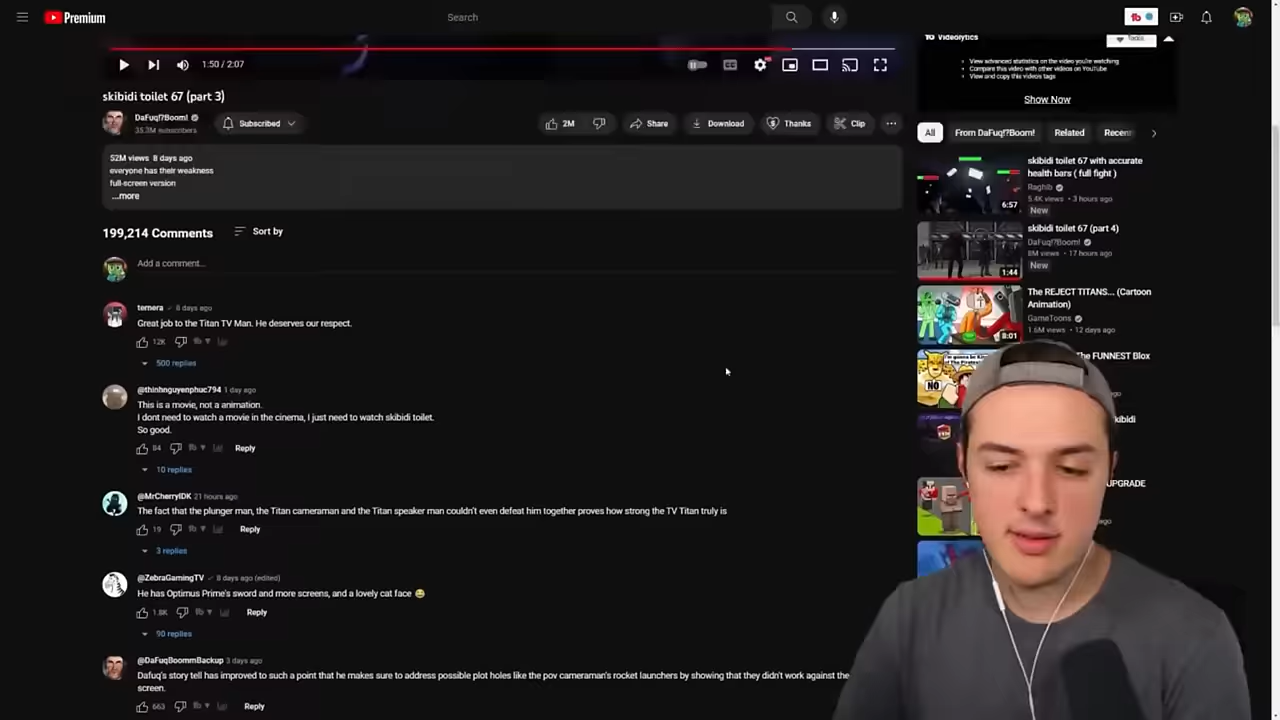 Premium
Search
1:50 / 2:07
CC
skibidi toilet 67 (part 3)
DaFuq!?Boom!
35.3M subscribers
Subscribed
2M
Share
Download
Thanks
Clip
52M views 8 days ago
everyone has their weakness
full-screen version
...more
199,214 Comments
Sort by
Add a comment...
ternera
8 days ago
Great job to the Titan TV Man. He deserves our respect.
12K
500 replies
@thinhnguyenphuc794 1 day ago
This is a movie, not a animation.
I dont need to watch a movie in the cinema, I just need to watch skibidi toilet.
So good.
84
Reply
10 replies
@MrCherryIDK 21 hours ago
The fact that the plunger man, the Titan cameraman and the Titan speaker man couldn't even defeat him together proves how strong the TV Titan truly is
19
Reply
3 replies
@ZebraGamingTV 8 days ago (edited)
He has Optimus Prime's sword and more screens, and a lovely cat face 😂
1.8K
Reply
90 replies
@DaFuqBoommBackup 3 days ago
Dafuq's story tell has improved to such a point that he makes sure to address possible plot holes like the pov cameraman's rocket launchers by showing that they didn't work against the
screen.
663
Reply
Videolytics
View advanced statistics on the video you're watching
Compare this video with other videos on YouTube
View and copy this videos tags
Show Now
All
From DaFuq!?Boom!
Related
skibidi toilet 67 with accurate
health bars ( full fight )
Raghib
5.4K views • 3 hours ago
New
6:57
skibidi toilet 67 (part 4)
DaFuq!?Boom!
8M views • 17 hours ago
New
1:44
The REJECT TITANS... (Cartoon
Animation)
GameToons
1.6M views • 12 days ago
8:01
NO
The FUNNEST Blox
UPGRADE